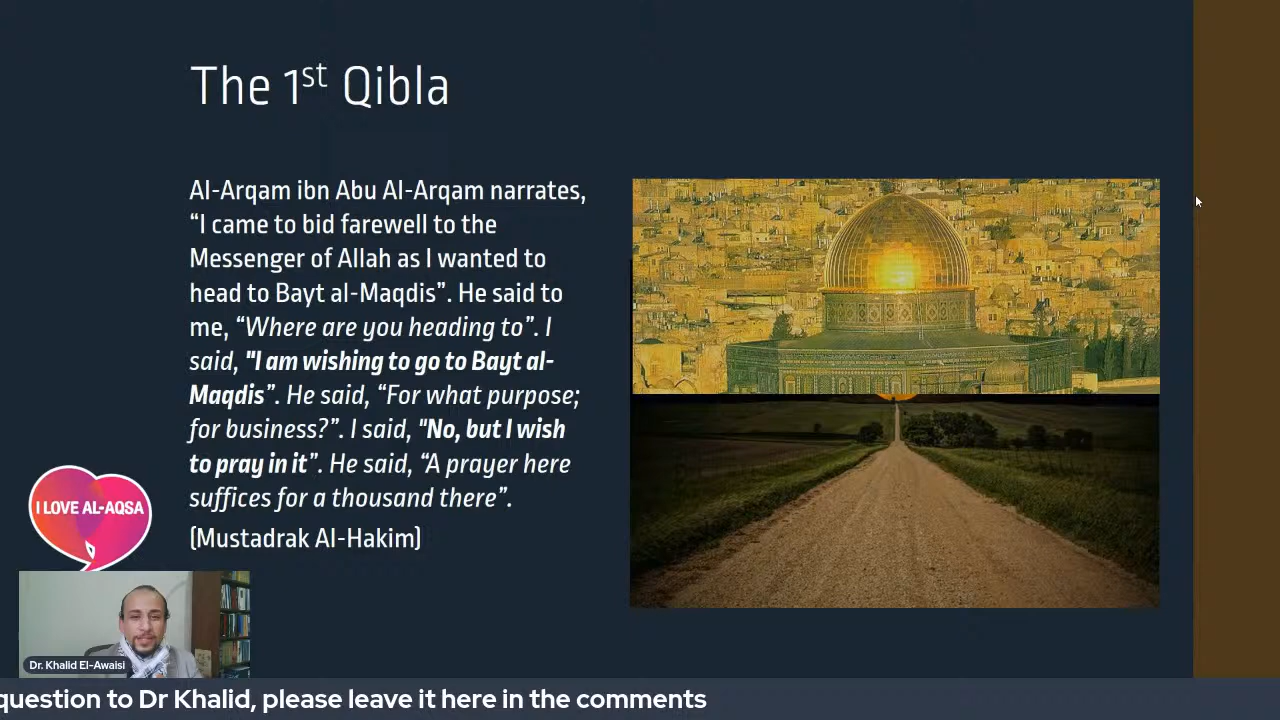 The 1st Qibla
Al-Arqam ibn Abu Al-Arqam narrates,
“I came to bid farewell to the
Messenger of Allah as I wanted to
head to Bayt al-Maqdis”. He said to
me, “Where are you heading to”. I
said, "I am wishing to go to Bayt al-
Maqdis”. He said, “For what purpose;
for business?”. I said, "No, but I wish
to pray in it”. He said, “A prayer here
suffices for a thousand there”.
(Mustadrak Al-Hakim)
I LOVE AL-AQSA
Dr. Khalid El-Awaisi
question to Dr Khalid, please leave it here in the comments